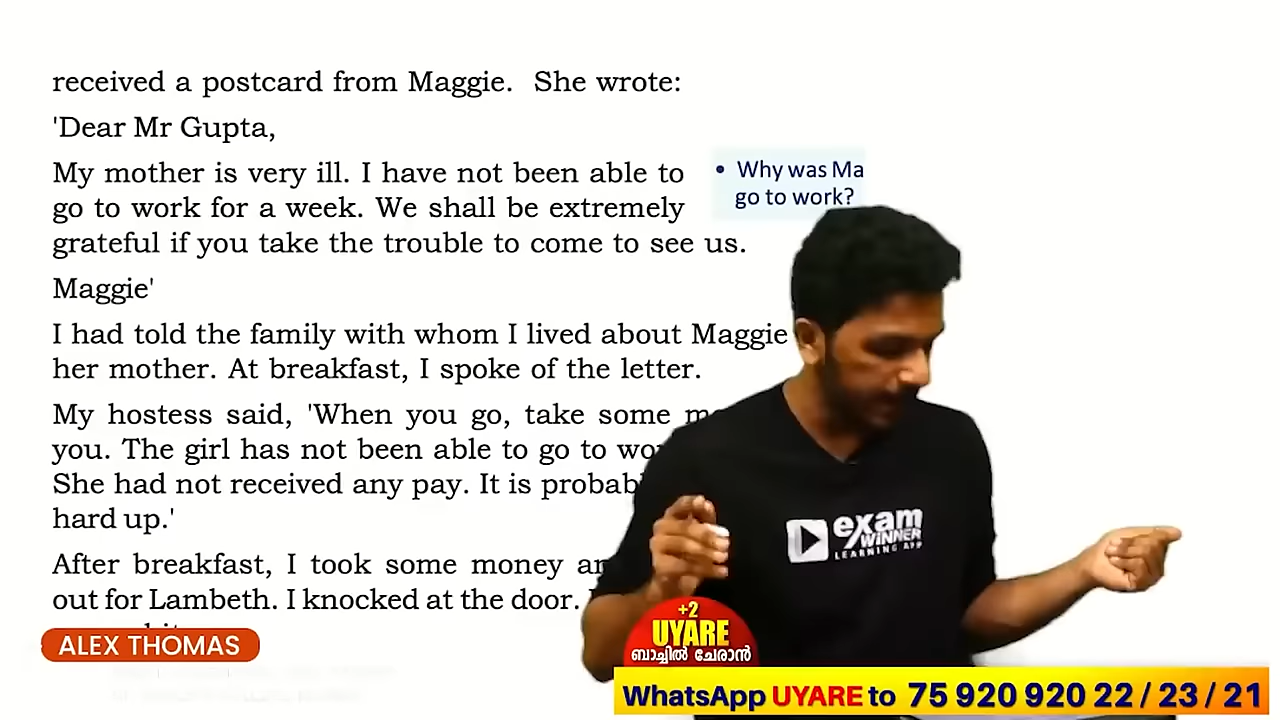 received a postcard from Maggie. She wrote:
'Dear Mr Gupta,
My mother is very ill. I have not been able to
go to work for a week. We shall be extremely
grateful if you take the trouble to come to see us.
Maggie'
• Why was Ma
go to work?
I had told the family with whom I lived about Maggie
her mother. At breakfast, I spoke of the letter.
My hostess said, 'When you go, take some
you. The girl has not been able to go to
She had not received any pay. It is
hard up.'
After breakfast, I took some money
out for Lambeth. I knocked at the door.
exam
WINNER
LEARNING APP
ALEX THOMAS
+2
UYARE
ബാച്ചിൽ ചേരാൻ
WhatsApp UYARE to 75 920 920 22 / 23 / 21